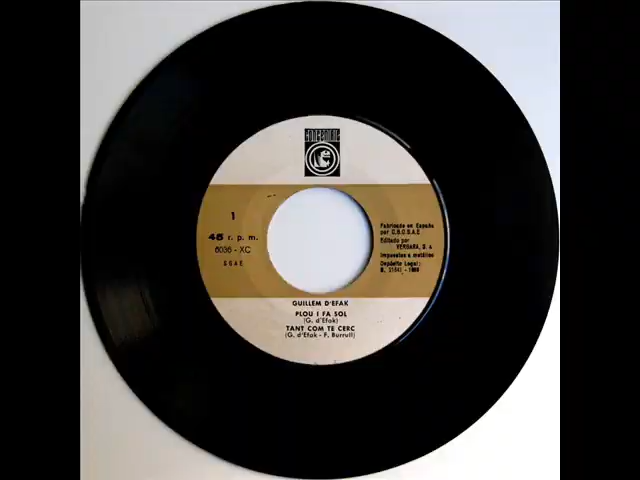 CONCENTRIC
1
45 r. p. m.
6036 - XC
SGAE
Fabricado en España
por C.B.C.S.A.E
Editado por
VERGARA, S. A
Impuestos a metálico
Depósito Legal:
GUILLEM D'EFAK
PLOU I FA SOL
(G. d'Efak)
TANT COM TE CERC
(G. d'Efak - F. Burrull)